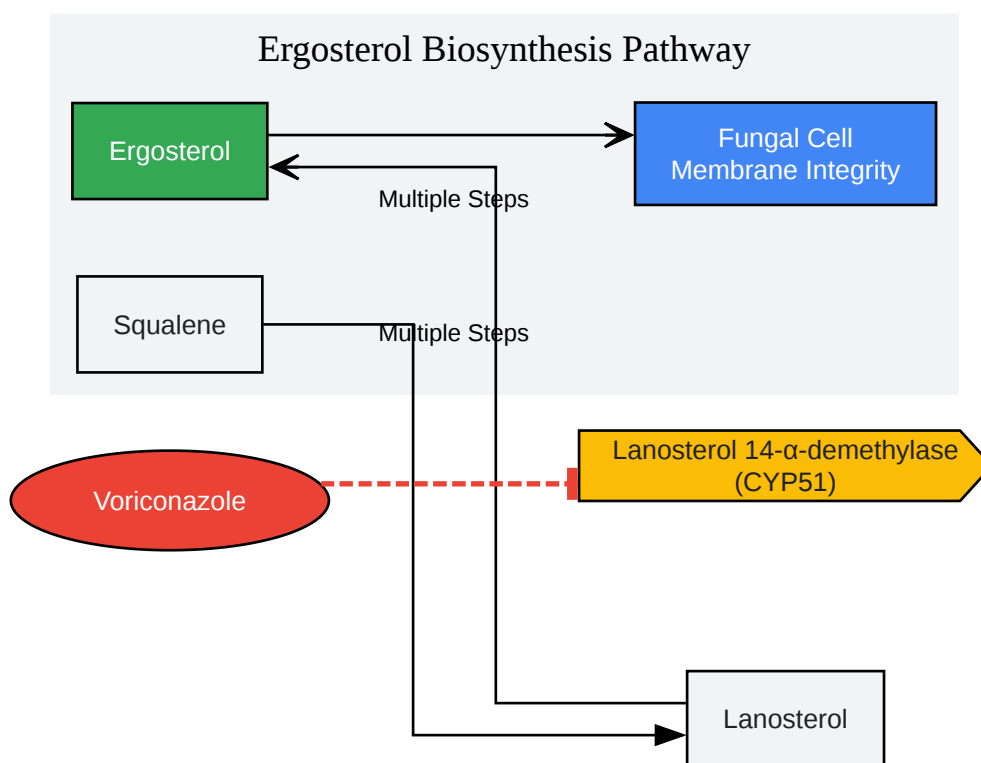 Ergosterol Biosynthesis Pathway
Ergosterol
Fungal Cell
Membrane Integrity
Multiple Steps
Squalene
Multiple Steps
Lanosterol 14-α-demethylase
(CYP51)
Voriconazole
Lanosterol